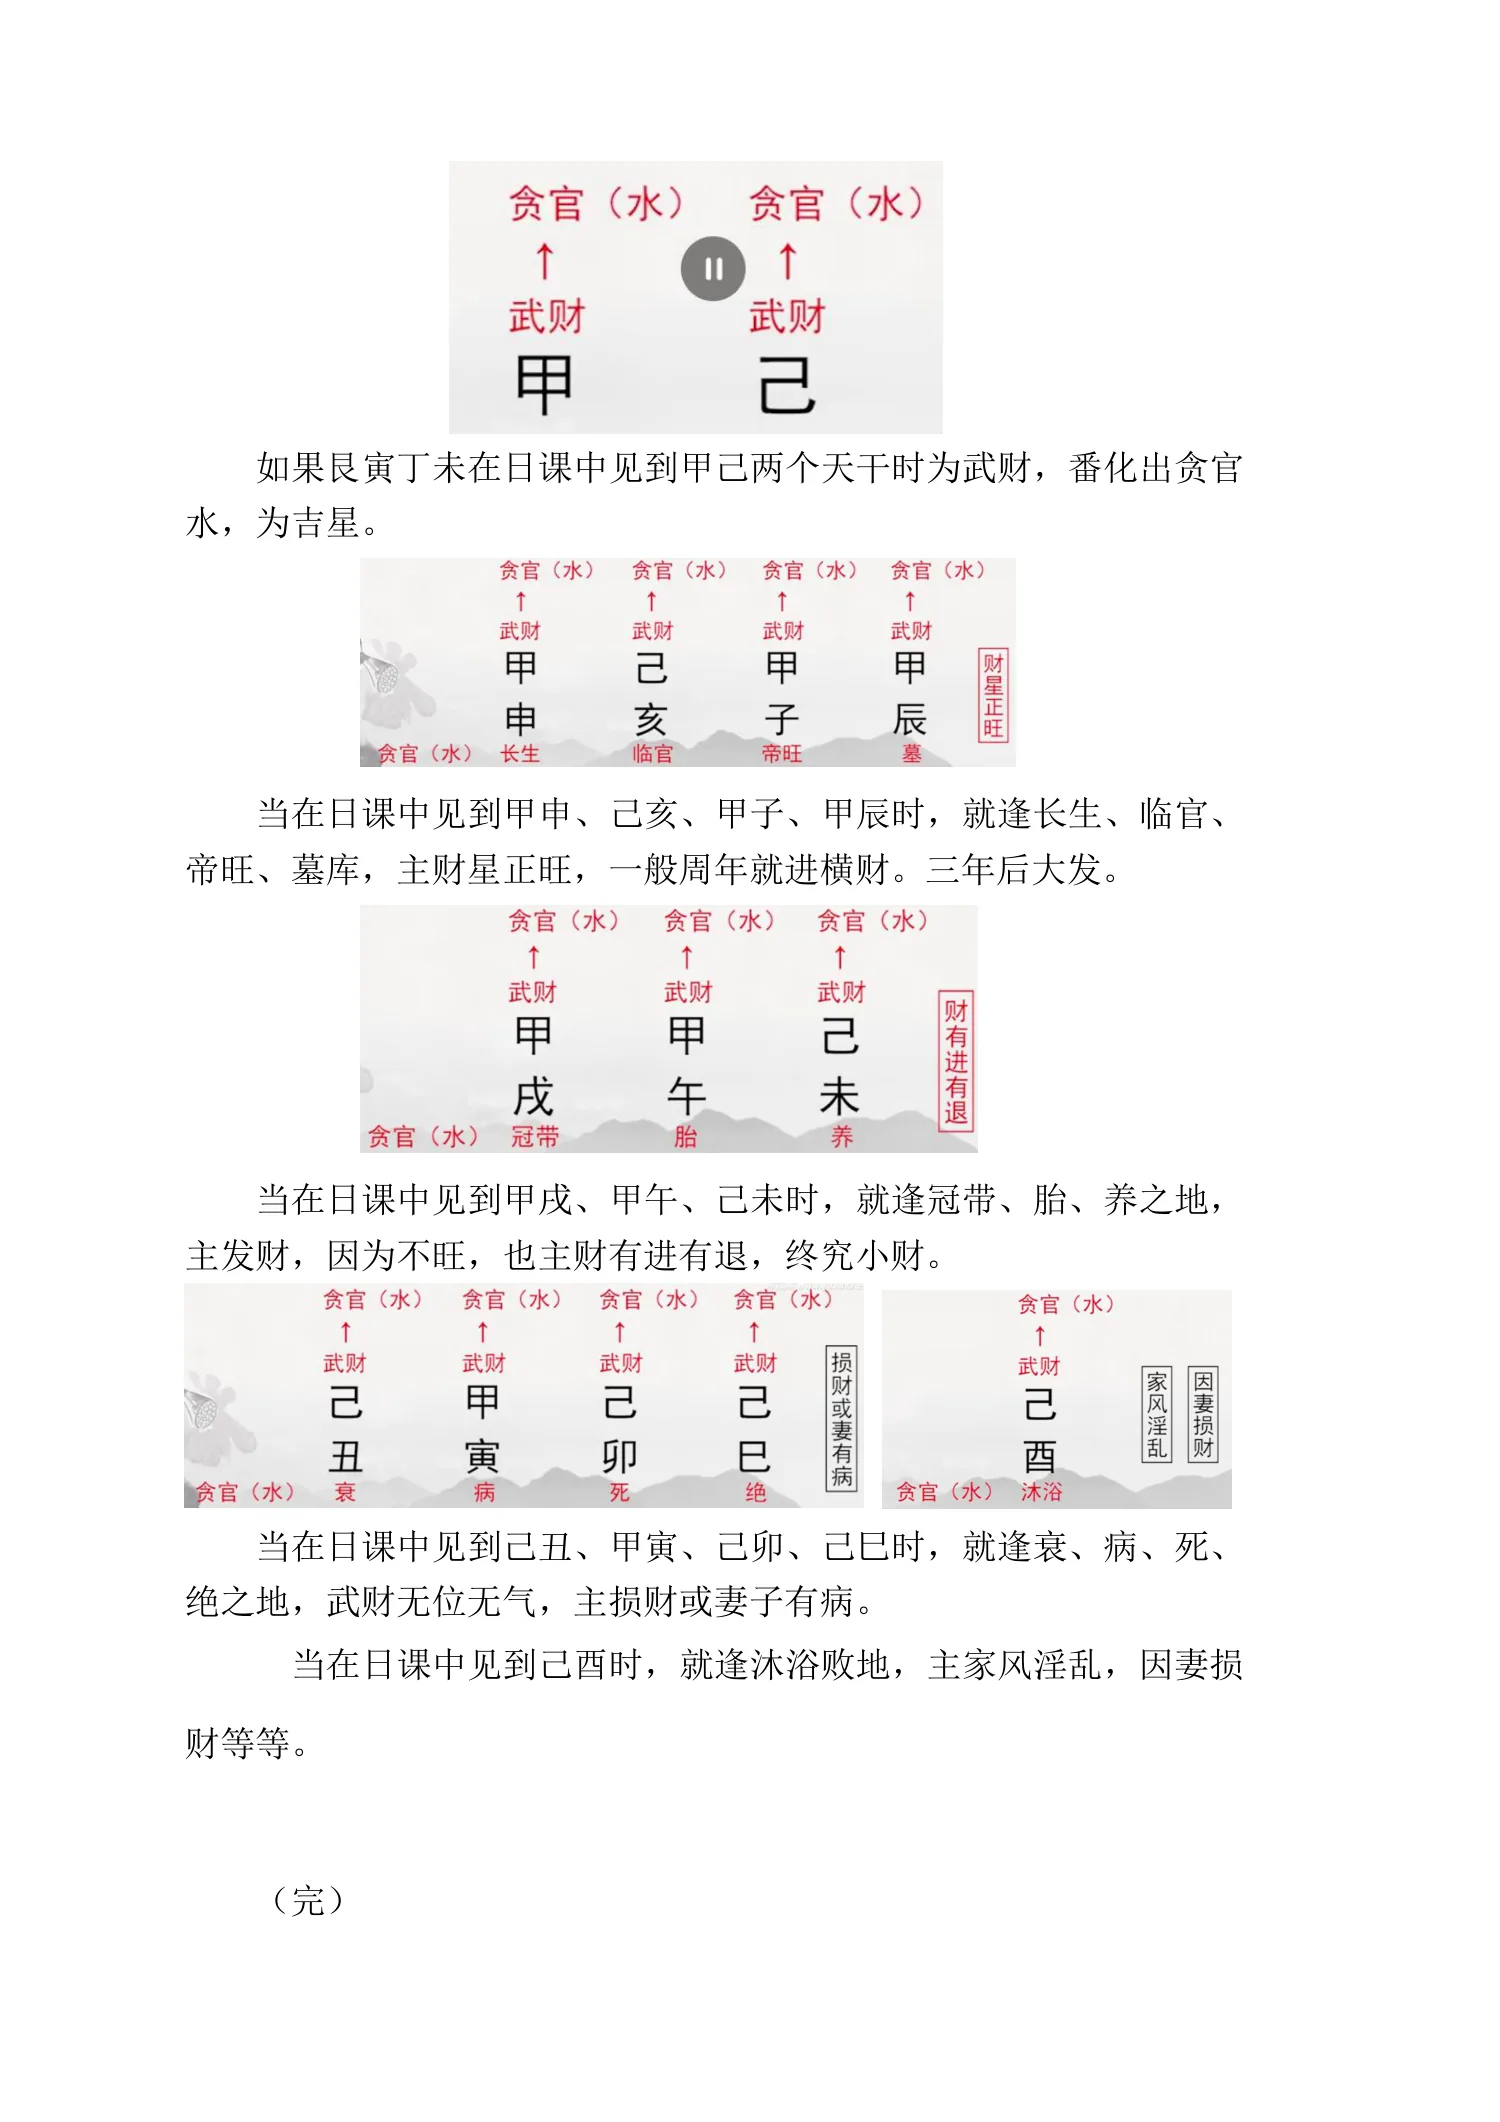 贪官（水） 贪官（水）
↑ ↑
武财 武财
甲 己
如果艮寅丁未在日课中见到甲己两个天干时为武财，番化出贪官
水，为吉星。
贪官（水） 贪官（水） 贪官（水） 贪官（水）
↑ ↑ ↑ ↑
武财 武财 武财 武财
甲 己 甲 甲
申 亥 子 辰
贪官（水） 长生 临官 帝旺 墓
财星正旺
当在日课中见到甲申、己亥、甲子、甲辰时，就逢长生、临官、
帝旺、墓库，主财星正旺，一般周年就进横财。三年后大发。
贪官（水） 贪官（水） 贪官（水）
↑ ↑ ↑
武财 武财 武财
甲 甲 己
戌 午 未
贪官（水） 冠带 胎 养
财有进有退
当在日课中见到甲戌、甲午、己未时，就逢冠带、胎、养之地，
主发财，因为不旺，也主财有进有退，终究小财。
贪官（水） 贪官（水） 贪官（水） 贪官（水）
↑ ↑ ↑ ↑
武财 武财 武财 武财
己 甲 己 己
丑 寅 卯 巳
贪官（水） 衰 病 死 绝
损财或妻有病
贪官（水）
↑
武财
己
酉
贪官（水） 沐浴
因妻损财
家风淫乱
当在日课中见到己丑、甲寅、己卯、己巳时，就逢衰、病、死、
绝之地，武财无位无气，主损财或妻子有病。
当在日课中见到己酉时，就逢沐浴败地，主家风淫乱，因妻损
财等等。
（完）